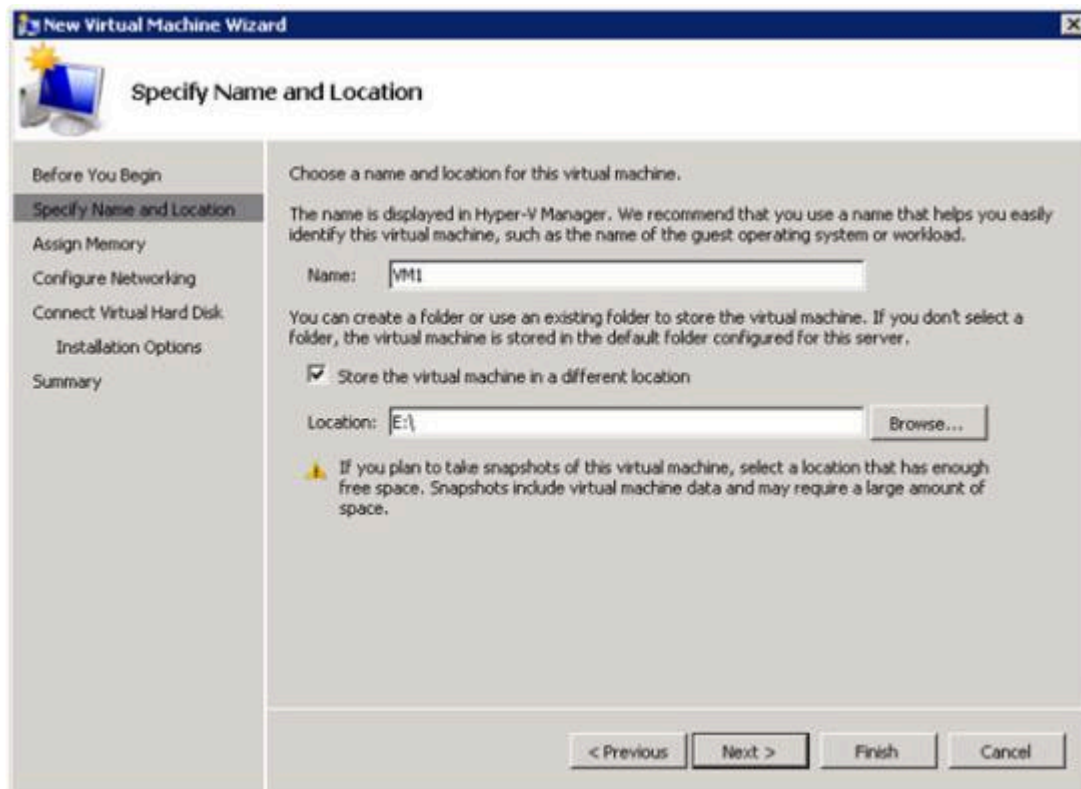 New Virtual Machine Wizard
Specify Name and Location
Before You Begin
Specify Name and Location
Assign Memory
Configure Networking
Connect Virtual Hard Disk
Installation Options
Summary
Choose a name and location for this virtual machine.
The name is displayed in Hyper-V Manager. We recommend that you use a name that helps you easily
identify this virtual machine, such as the name of the guest operating system or workload.
Name: VM1
You can create a folder or use an existing folder to store the virtual machine. If you don't select a
folder, the virtual machine is stored in the default folder configured for this server.
Store the virtual machine in a different location
Location: E:\ Browse...
If you plan to take snapshots of this virtual machine, select a location that has enough
free space. Snapshots include virtual machine data and may require a large amount of
space.
< Previous Next > Finish Cancel